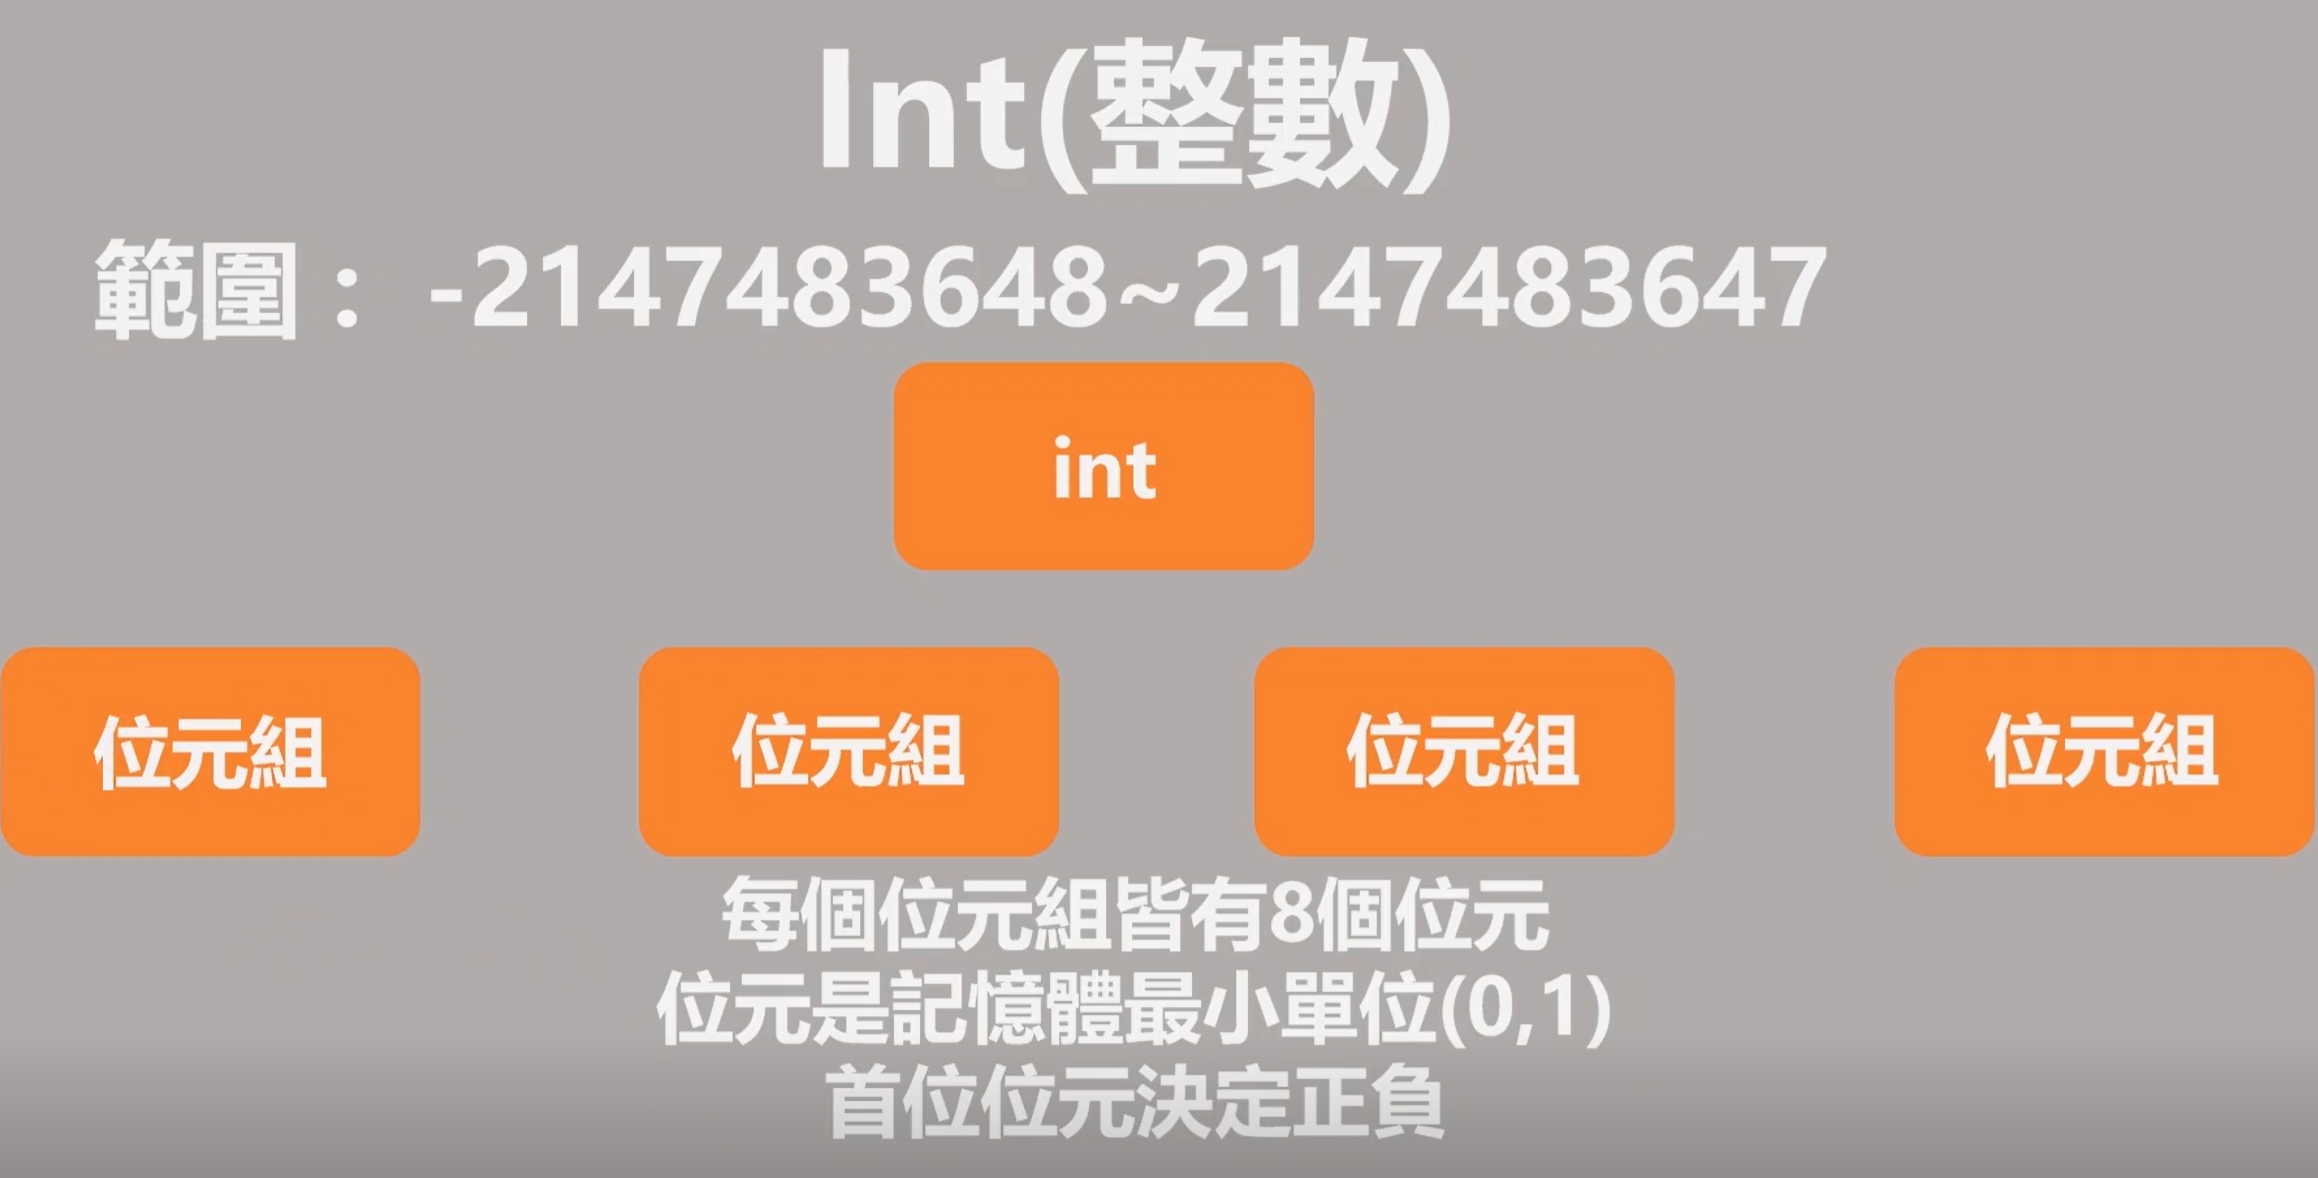 Int(整數)
範圍：-2147483648~2147483647
int
位元組 位元組 位元組 位元組
每個位元組皆有8個位元
位元是記憶體最小單位(0,1)
首位位元決定正負